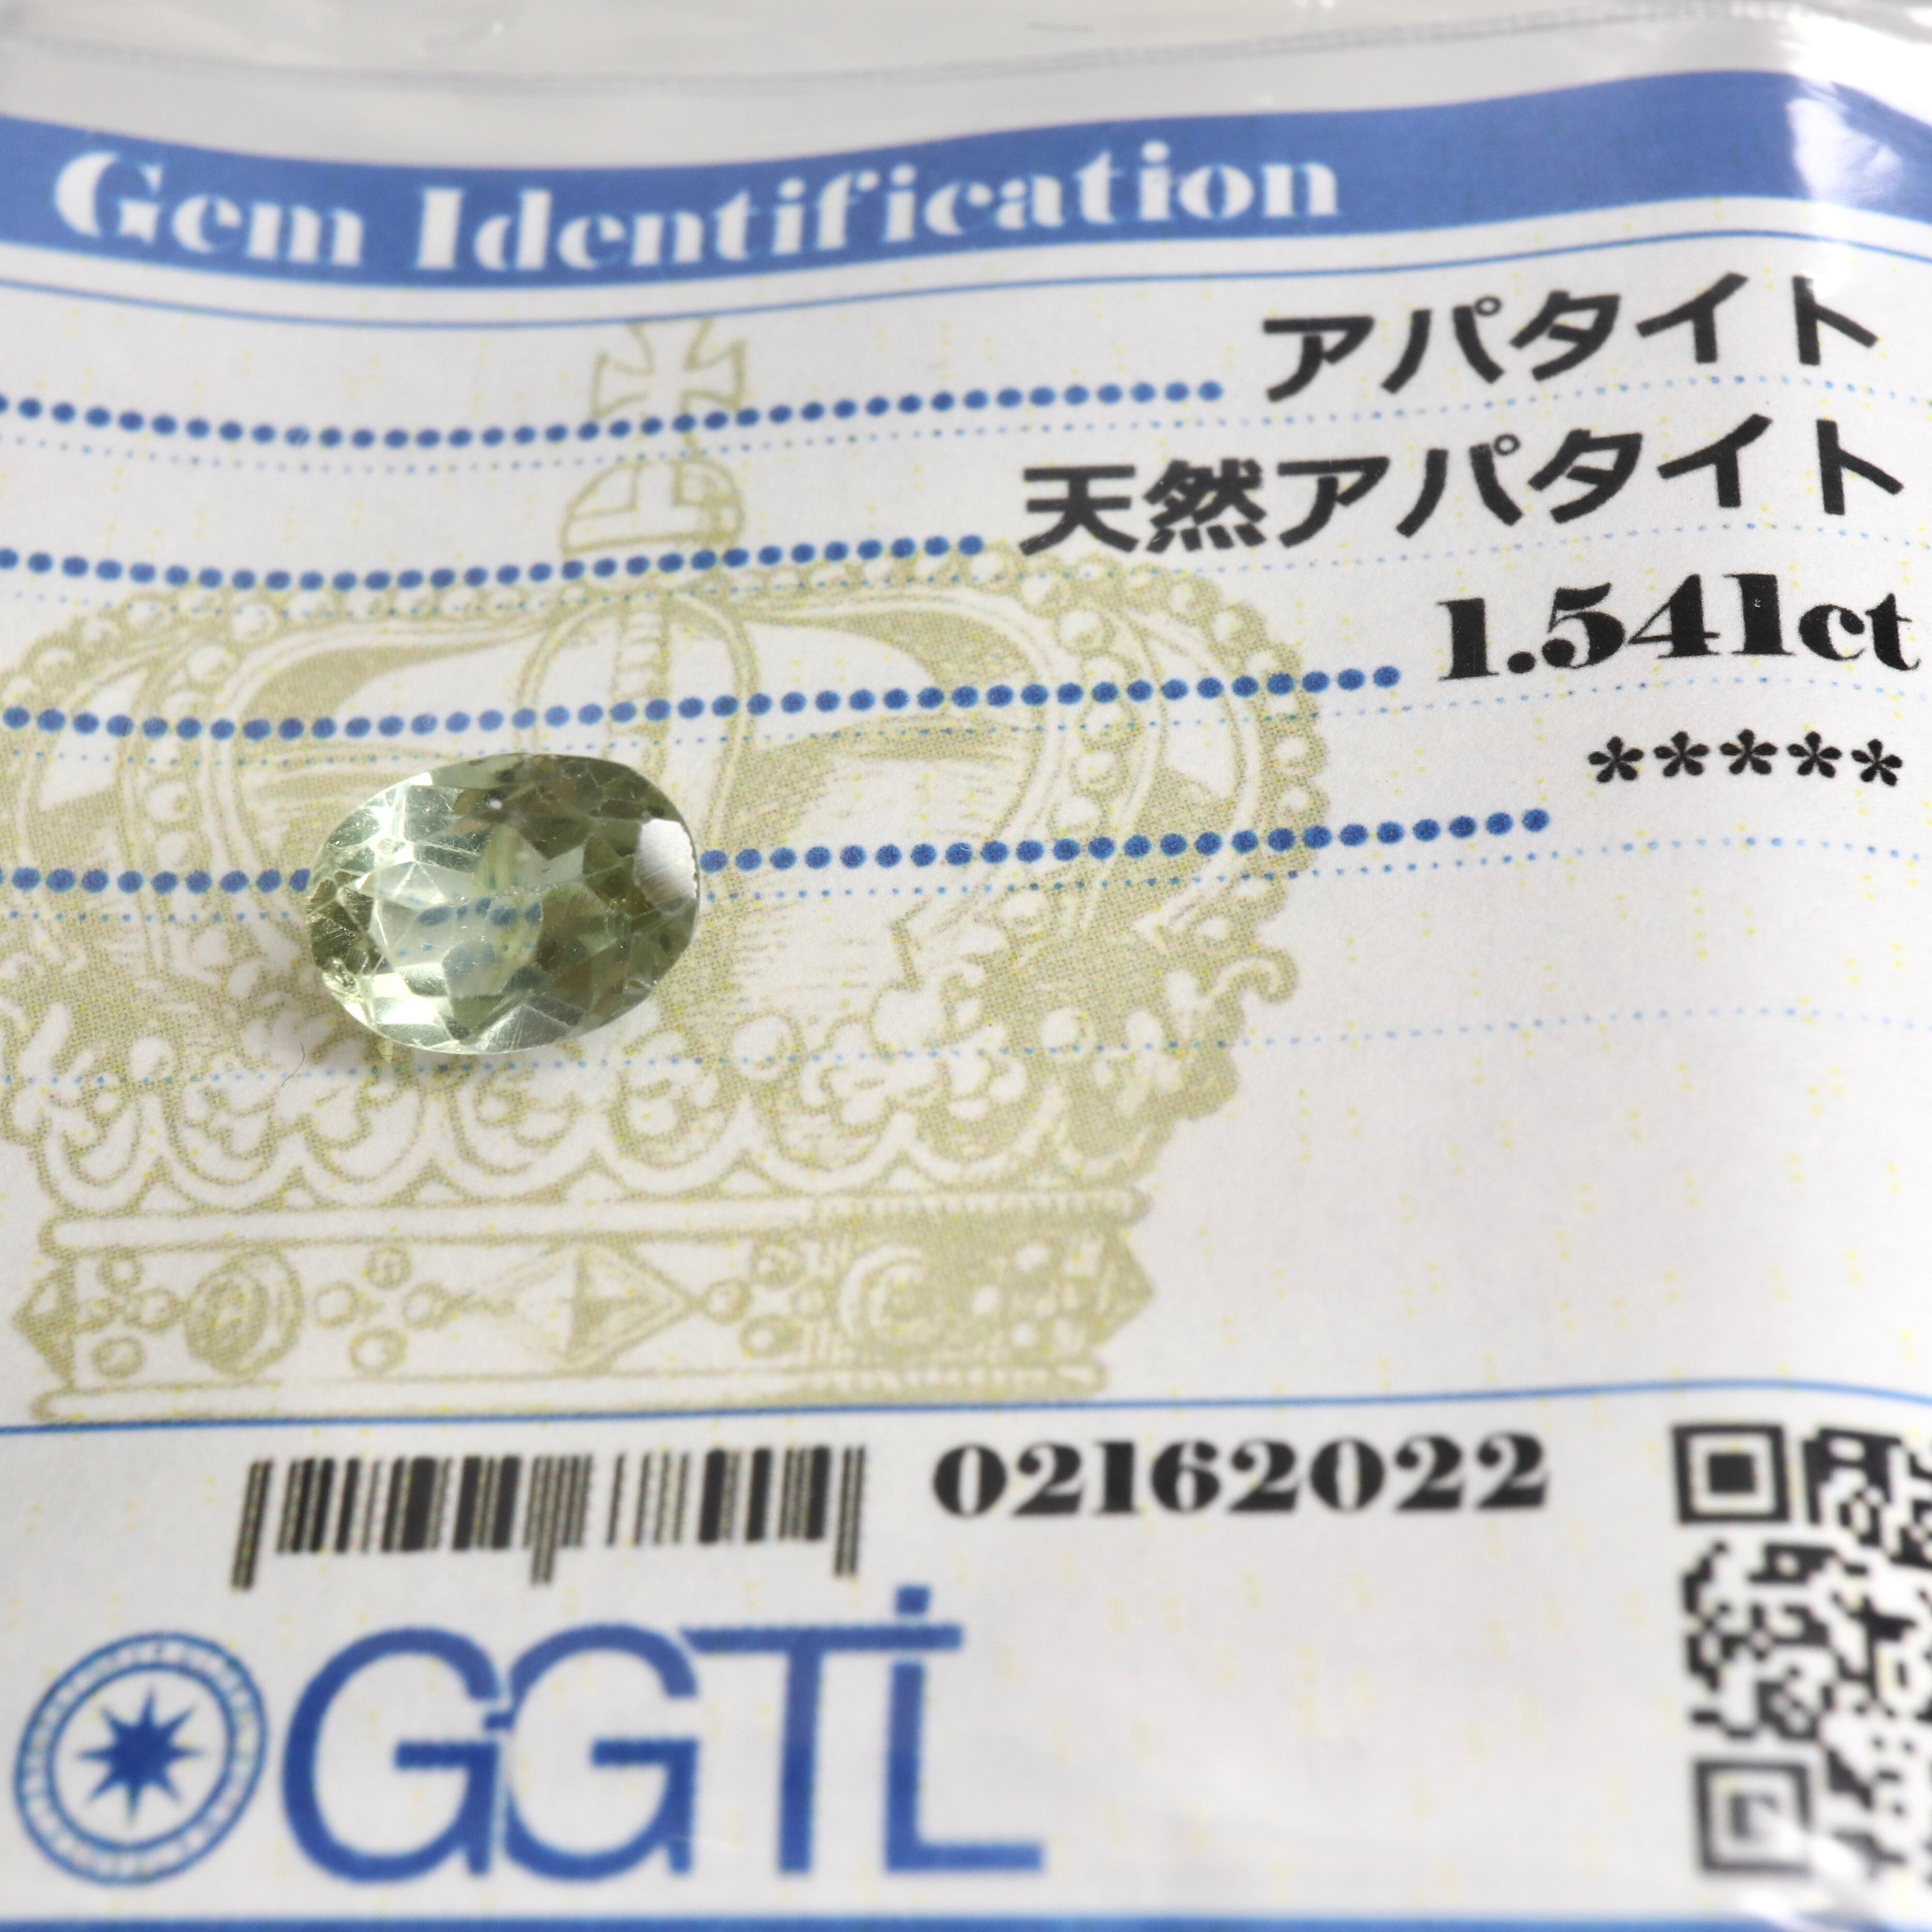 Gem Identification
アパタイト
天然アパタイト
1.541ct
*****
02162022
GGTL